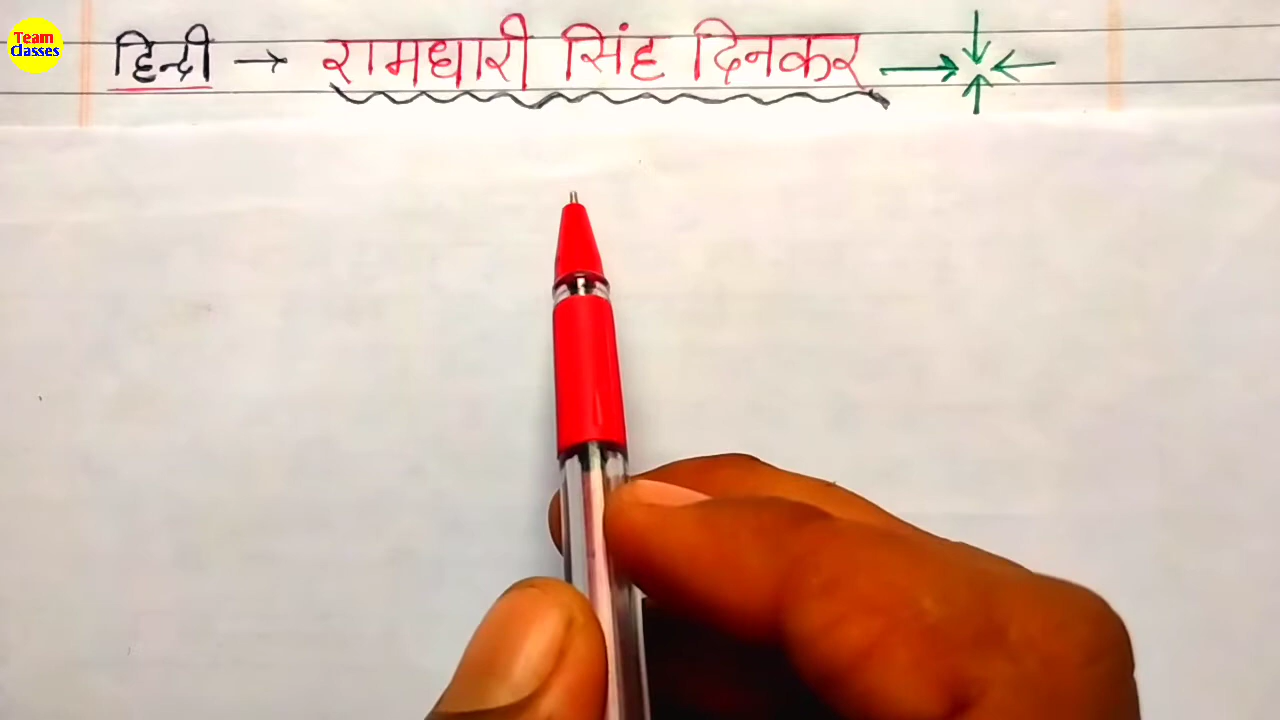 Team
Classes
हिन्दी → रामधारी सिंह दिनकर